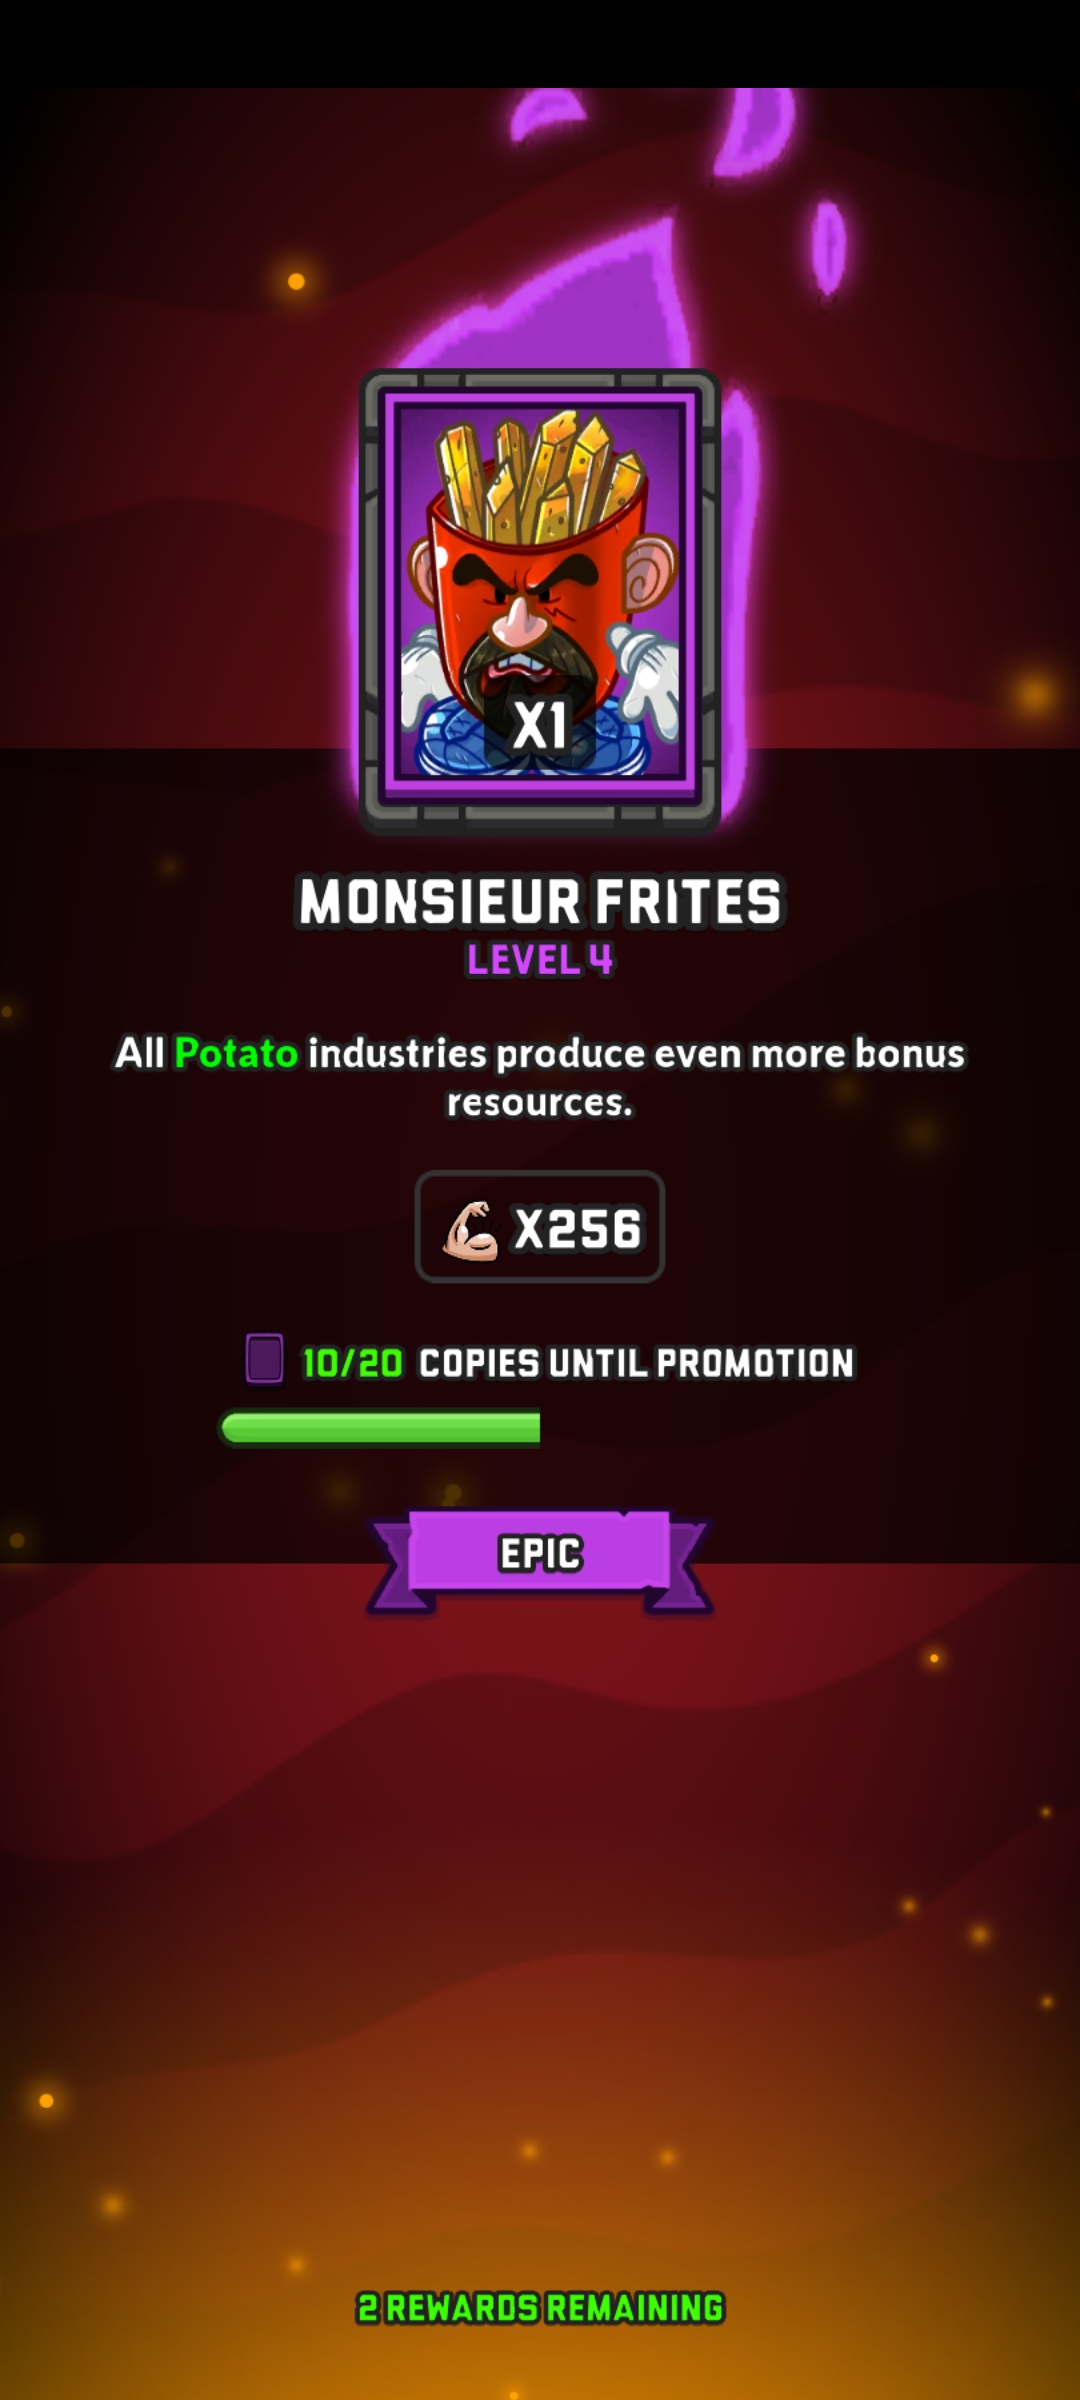 X1
MONSIEUR FRITES
LEVEL 4
All Potato industries produce even more bonus
resources.
X256
10/20 COPIES UNTIL PROMOTION
EPIC
2 REWARDS REMAINING